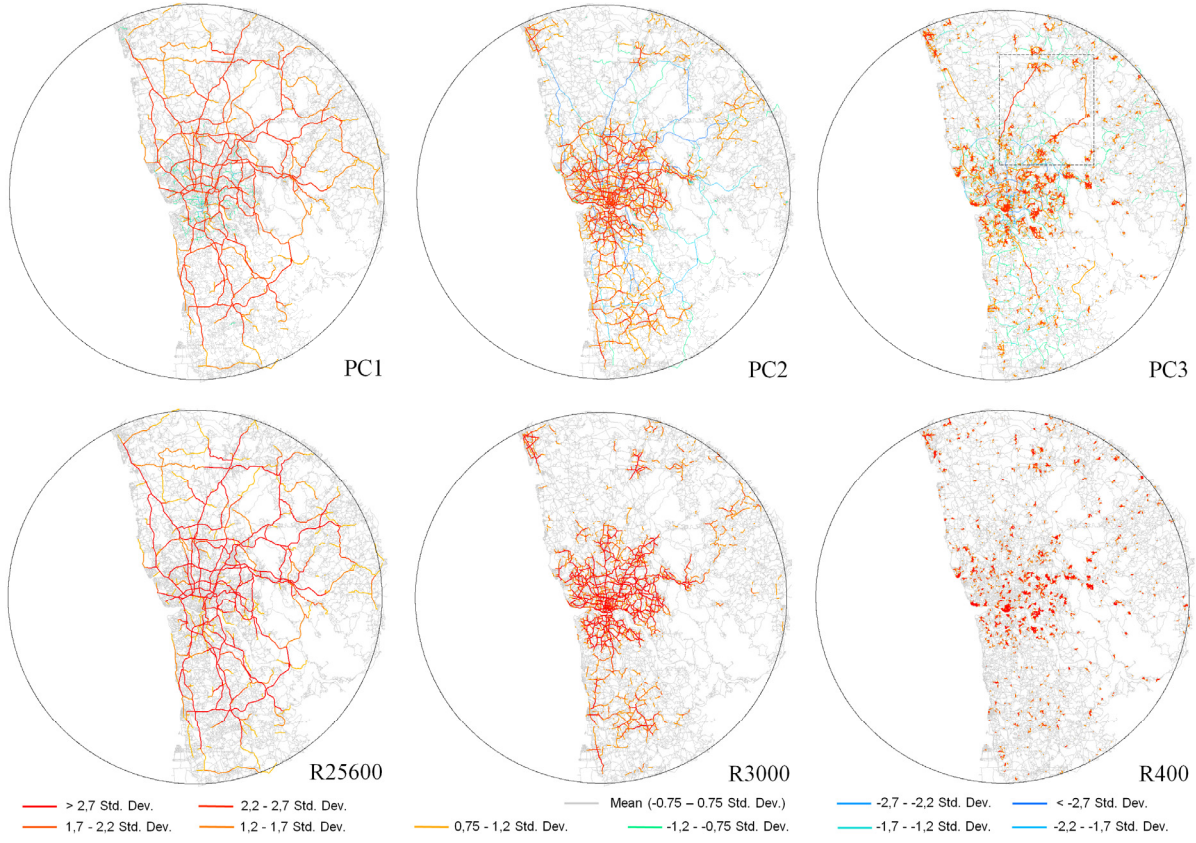 PC1
PC2
PC3
R25600
R3000
R400
> 2,7 Std. Dev.
2,2 - 2,7 Std. Dev.
Mean (-0.75 – 0.75 Std. Dev.)
-2,7 - -2,2 Std. Dev.
< -2,7 Std. Dev.
1,7 - 2,2 Std. Dev.
1,2 - 1,7 Std. Dev.
0,75 - 1,2 Std. Dev.
-1,2 - -0,75 Std. Dev.
-1,7 - -1,2 Std. Dev.
-2,2 - -1,7 Std. Dev.